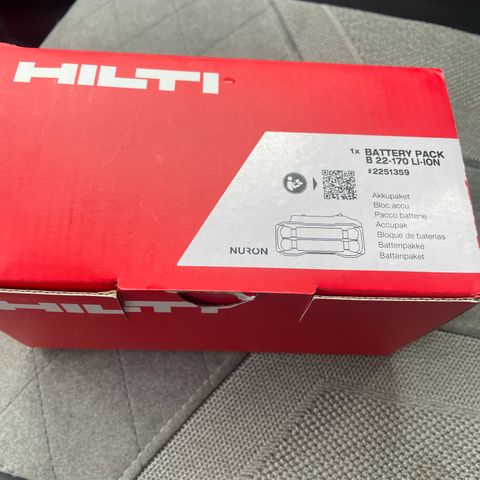 HILTI
1x BATTERY PACK
B 22-170 LI-ION
#2251359
Akkupaket
Bloc accu
Pacco batterie
Accupak
Bloque de baterias
Batteripakke
Batteripaket
NURON
HILTI